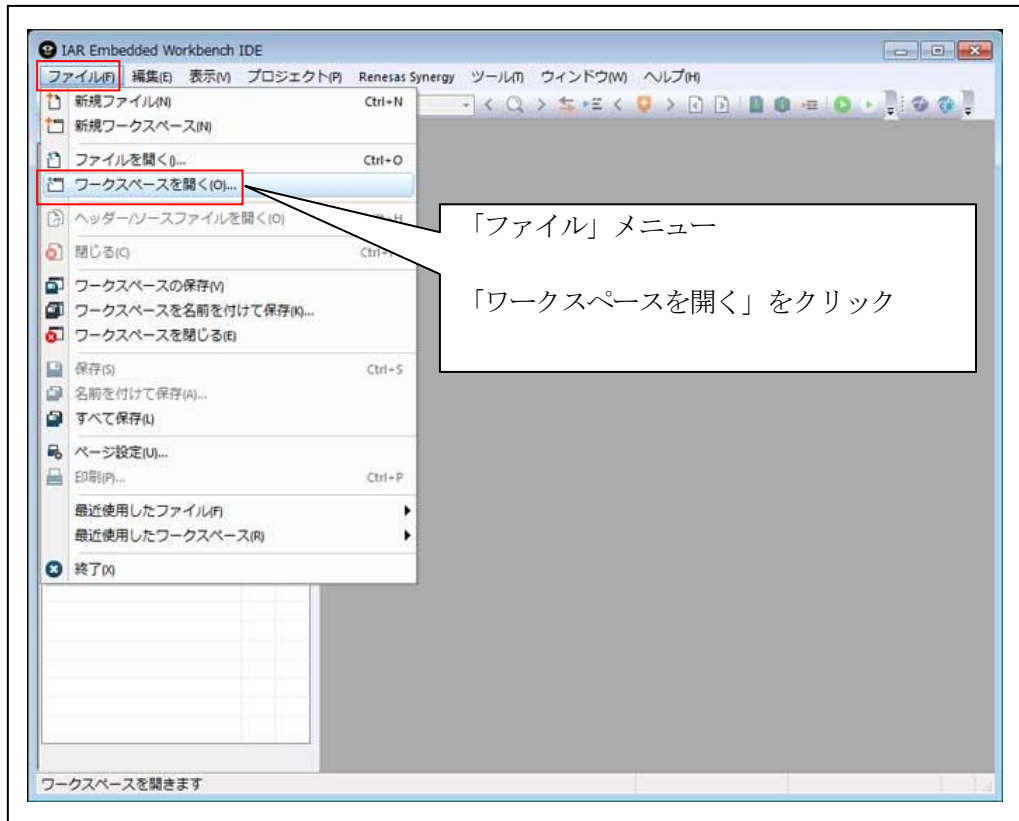 IAR Embedded Workbench IDE
ファイル(F) 編集(E) 表示(V) プロジェクト(P) Renesas Synergy ツール(T) ウィンドウ(W) ヘルプ(H)
新規ファイル(N) Ctrl+N
新規ワークスペース(N)
ファイルを開く()... Ctrl+O
ワークスペースを開く(O)...
ヘッダー/ソースファイルを開く(O)
閉じる(C)
ワークスペースの保存(V)
ワークスペースを名前を付けて保存(K)...
ワークスペースを閉じる(E)
保存(S) Ctrl+S
名前を付けて保存(A)...
すべて保存(L)
ページ設定(U)...
印刷(P)... Ctrl+P
最近使用したファイル(F)
最近使用したワークスペース(R)
終了(X)
「ファイル」メニュー
「ワークスペースを開く」をクリック
ワークスペースを開きます